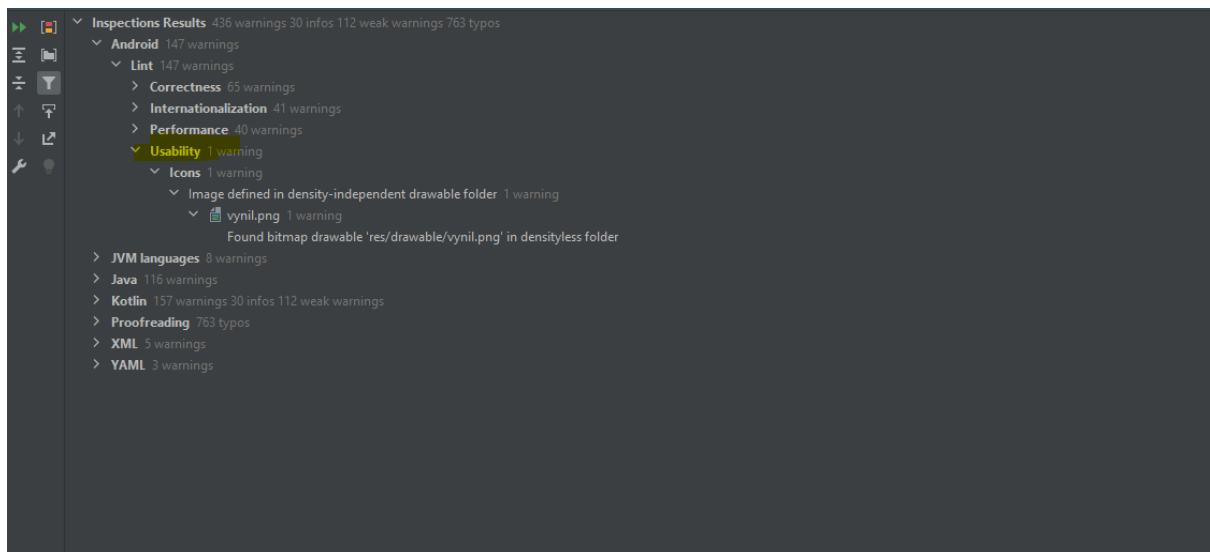 Inspections Results 436 warnings 30 infos 112 weak warnings 763 typos
Android 147 warnings
Lint 147 warnings
Correctness 65 warnings
Internationalization 41 warnings
Performance 40 warnings
Usability 1 warning
Icons 1 warning
Image defined in density-independent drawable folder 1 warning
vynil.png 1 warning
Found bitmap drawable 'res/drawable/vynil.png' in densityless folder
JVM languages 8 warnings
Java 116 warnings
Kotlin 157 warnings 30 infos 112 weak warnings
Proofreading 763 typos
XML 5 warnings
YAML 3 warnings